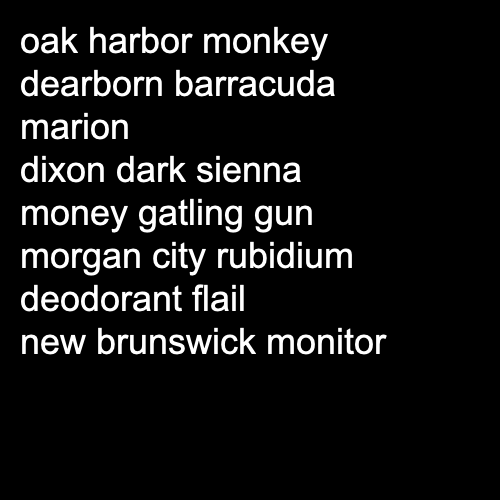 oak harbor monkey
dearborn barracuda
marion
dixon dark sienna
money gatling gun
morgan city rubidium
deodorant flail
new brunswick monitor